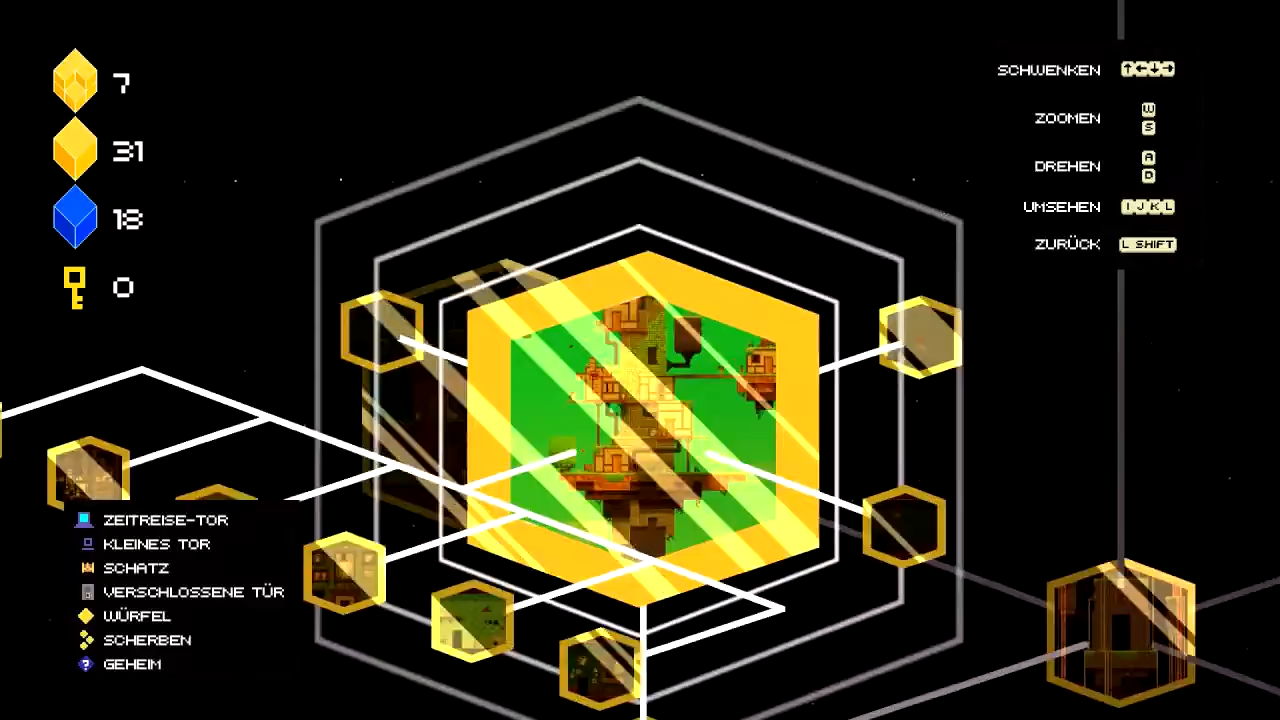 7
31
18
0
SCHWENKEN ↑←↓→
ZOOMEN W S
DREHEN A D
UMSEHEN I J K L
ZURÜCK L SHIFT
ZEITREISE-TOR
KLEINES TOR
SCHATZ
VERSCHLOSSENE TÜR
WÜRFEL
SCHERBEN
? GEHEIM